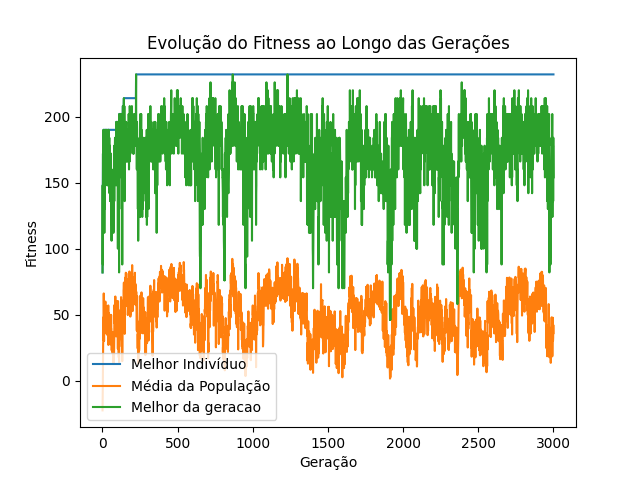 Evolução do Fitness ao Longo das Gerações
Fitness
200
150
100
50
0
Melhor Indivíduo
Média da População
Melhor da geracao
0 500 1000 1500 2000 2500 3000
Geração